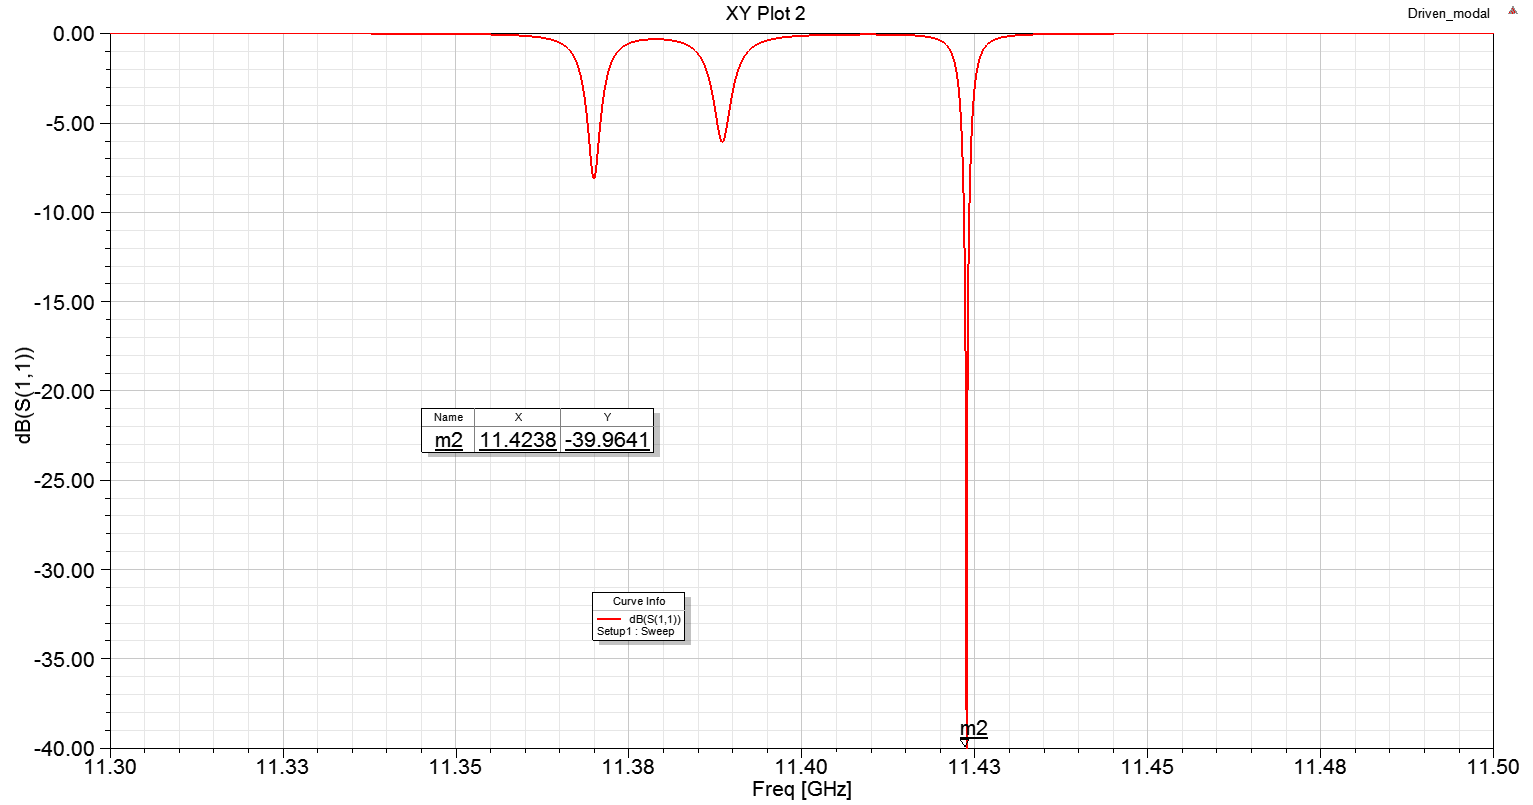 XY Plot 2
Driven_modal
0.00
-5.00
-10.00
-15.00
-20.00
-25.00
-30.00
-35.00
-40.00
dB(S(1,1))
Name X Y
m2 11.4238 -39.9641
Curve Info
dB(S(1,1))
Setup1 : Sweep
m2
11.30 11.33 11.35 11.38 11.40 11.43 11.45 11.48 11.50
Freq [GHz]